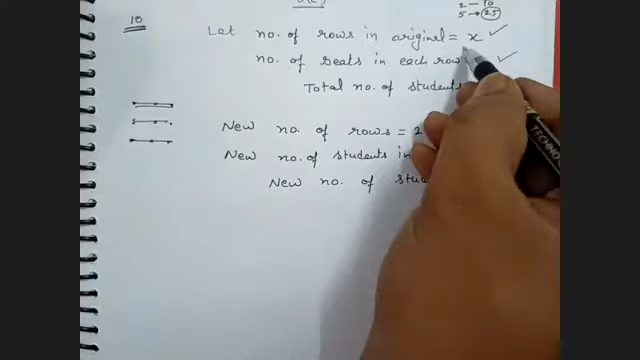 2 — 10
5 → 25
10
Let no. of rows in original = x
no. of seats in each row
Total no. of students
New no. of rows = 2
New no. of students in
New no. of
TECHNO